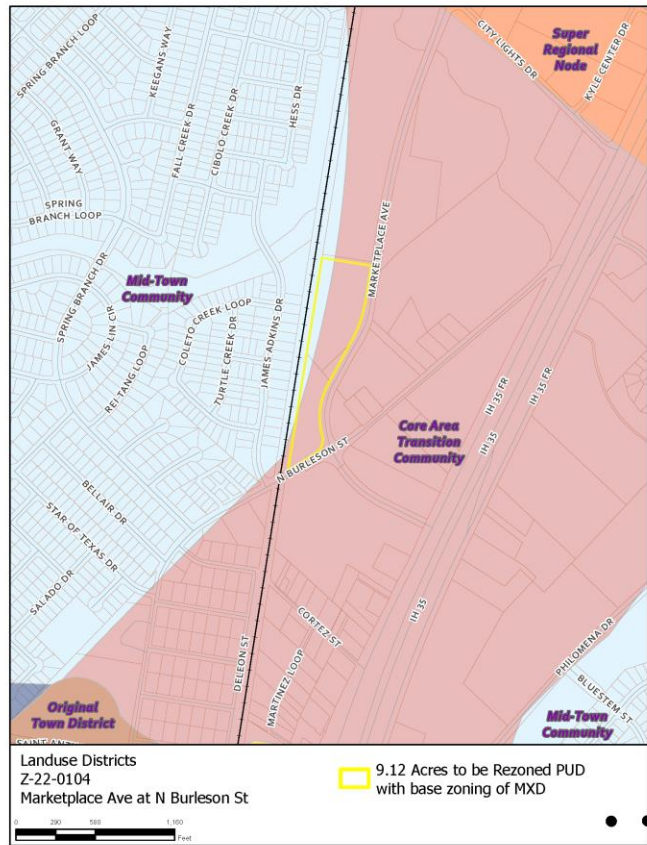 SPRING BRANCH LOOP
KEEGANS WAY
CITY LIGHTS DR
Super
Regional
Node
KYLE CENTER DR
GRANT WAY
FALL CREEK DR
CIBOLO CREEK DR
HESS DR
SPRING
BRANCH LOOP
MARKETPLACE AVE
SPRING BRANCH DR
Mid-Town
Community
JAMES LIN CIR
COLETO CREEK LOOP
REI TANG LOOP
TURTLE CREEK DR
JAMES ADKINS DR
IH 35 FR
IH 35 FR
IH 35
Core Area
Transition
Community
N BURLESON ST
BELLAIR DR
STAR OF TEXAS DR
SALADO DR
IH 35
CORTEZ ST
DELEON ST
MARTINEZ LOOP
PHILOMENA DR
BLUESTEM ST
Original
Town District
Mid-Town
Community
Landuse Districts
Z-22-0104
Marketplace Ave at N Burleson St
9.12 Acres to be Rezoned PUD
with base zoning of MXD
0 290 580 1,160
Feet